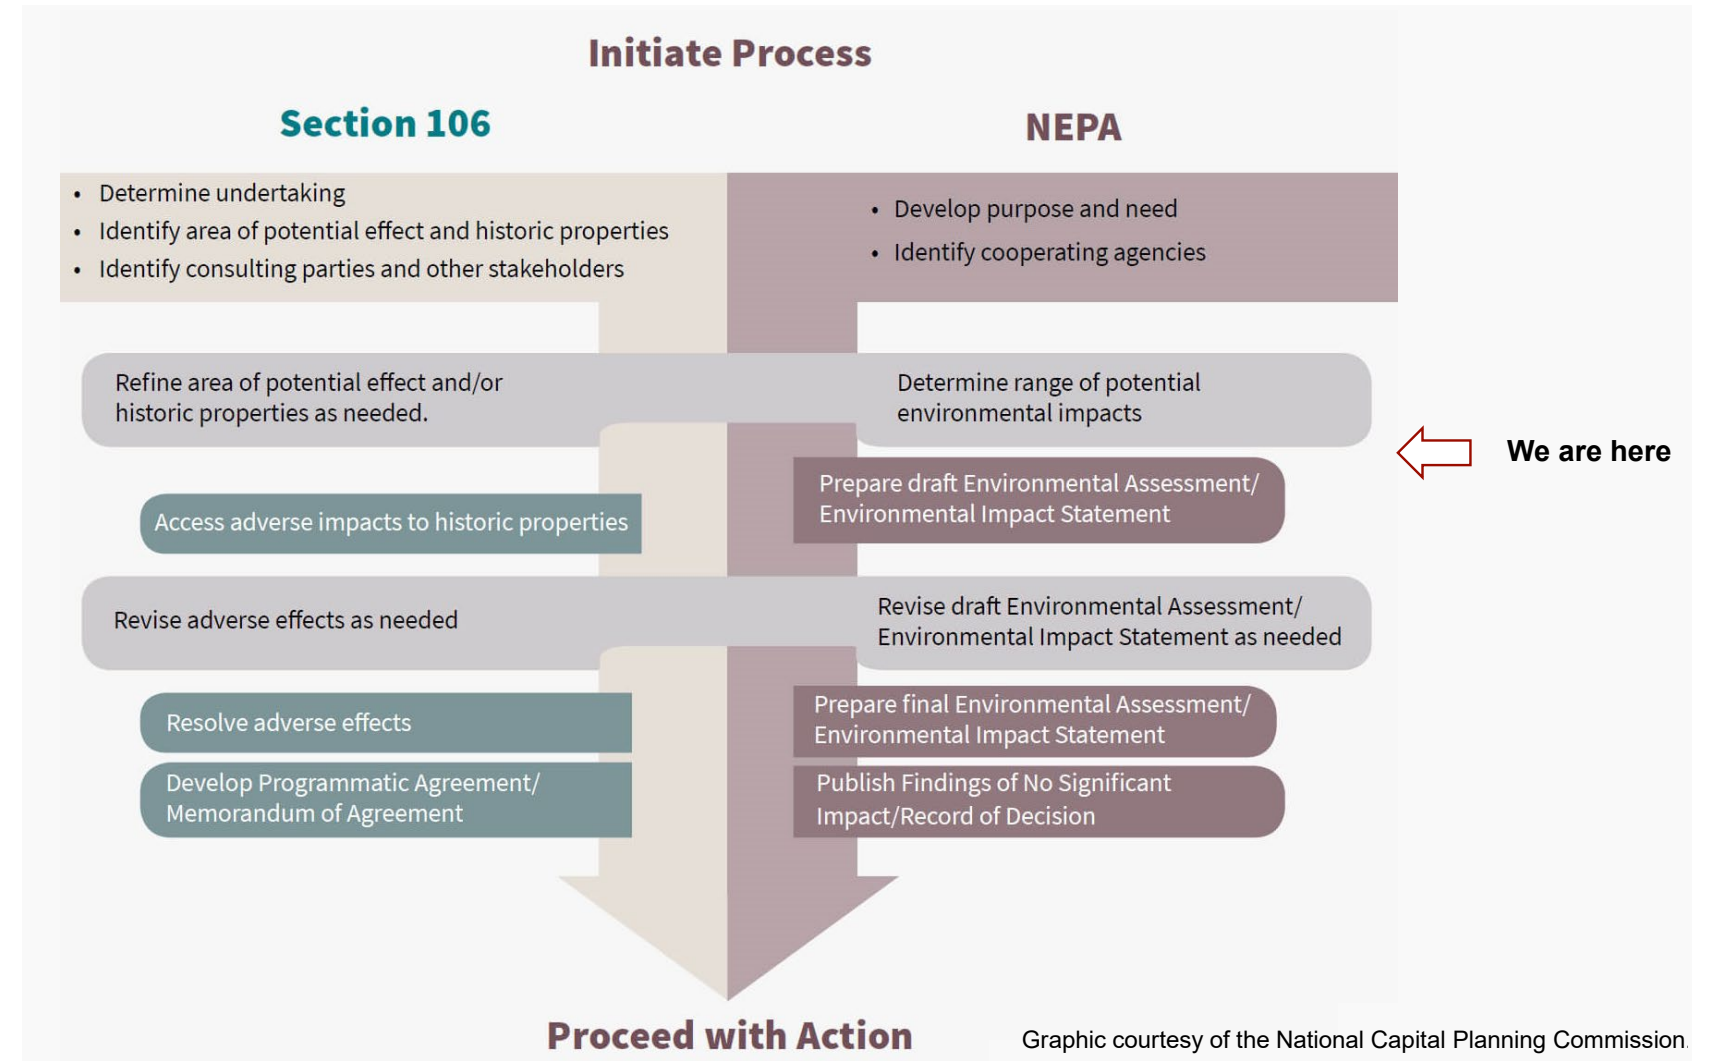 Initiate Process
Section 106
NEPA
• Determine undertaking
• Identify area of potential effect and historic properties
• Identify consulting parties and other stakeholders
• Develop purpose and need
• Identify cooperating agencies
Refine area of potential effect and/or
historic properties as needed.
Determine range of potential
environmental impacts
We are here
Prepare draft Environmental Assessment/
Environmental Impact Statement
Access adverse impacts to historic properties
Revise adverse effects as needed
Revise draft Environmental Assessment/
Environmental Impact Statement as needed
Resolve adverse effects
Prepare final Environmental Assessment/
Environmental Impact Statement
Develop Programmatic Agreement/
Memorandum of Agreement
Publish Findings of No Significant
Impact/Record of Decision
Proceed with Action
Graphic courtesy of the National Capital Planning Commission.